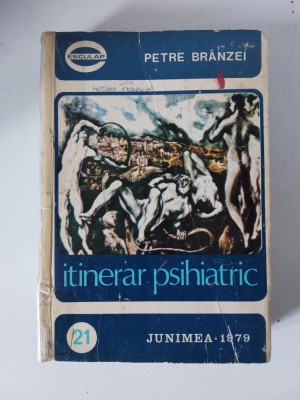 ESCULAP
PETRE BRÂNZEI
itinerar psihiatric
21
JUNIMEA · 1979